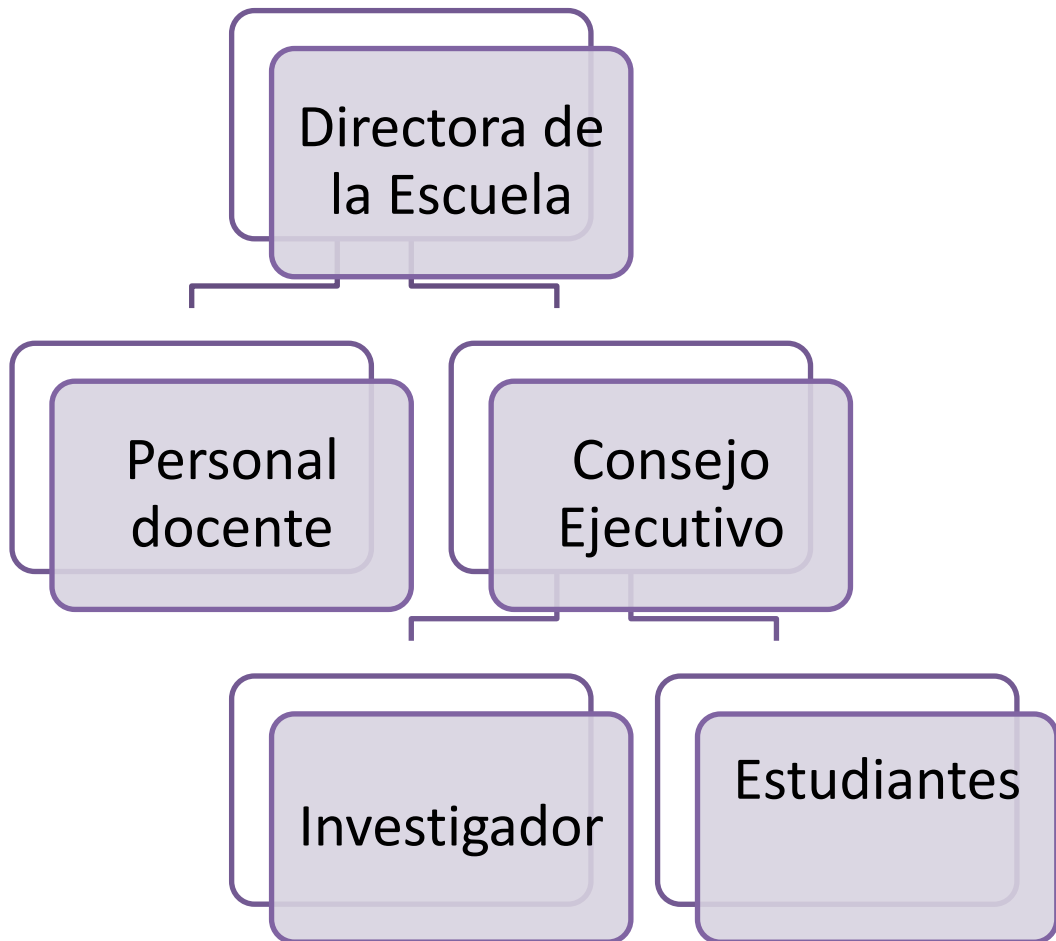 Directora de
la Escuela
Personal
docente
Consejo
Ejecutivo
Investigador
Estudiantes